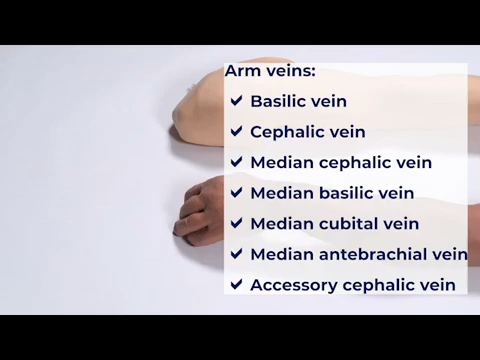 Arm veins:
✓ Basilic vein
✓ Cephalic vein
✓ Median cephalic vein
✓ Median basilic vein
✓ Median cubital vein
✓ Median antebrachial vein
✓ Accessory cephalic vein